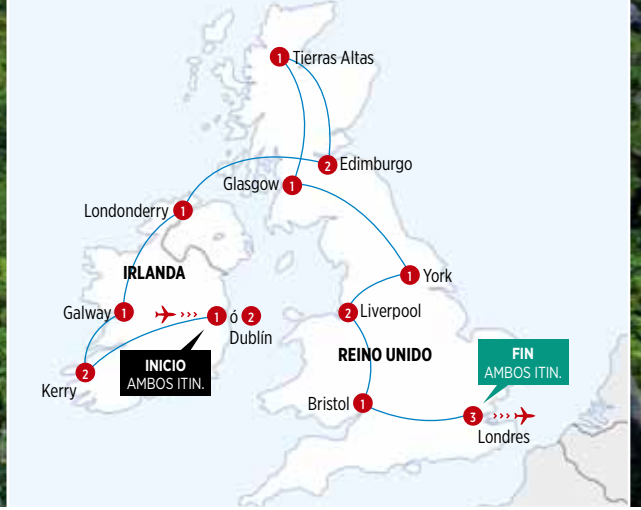 1 Tierras Altas
2 Edimburgo
Glasgow 1
Londonderry 1
IRLANDA
1 York
Galway 1
1 ó 2
Dublín
2 Liverpool
INICIO
AMBOS ITIN.
REINO UNIDO
FIN
AMBOS ITIN.
2
Kerry
Bristol 1
3
Londres